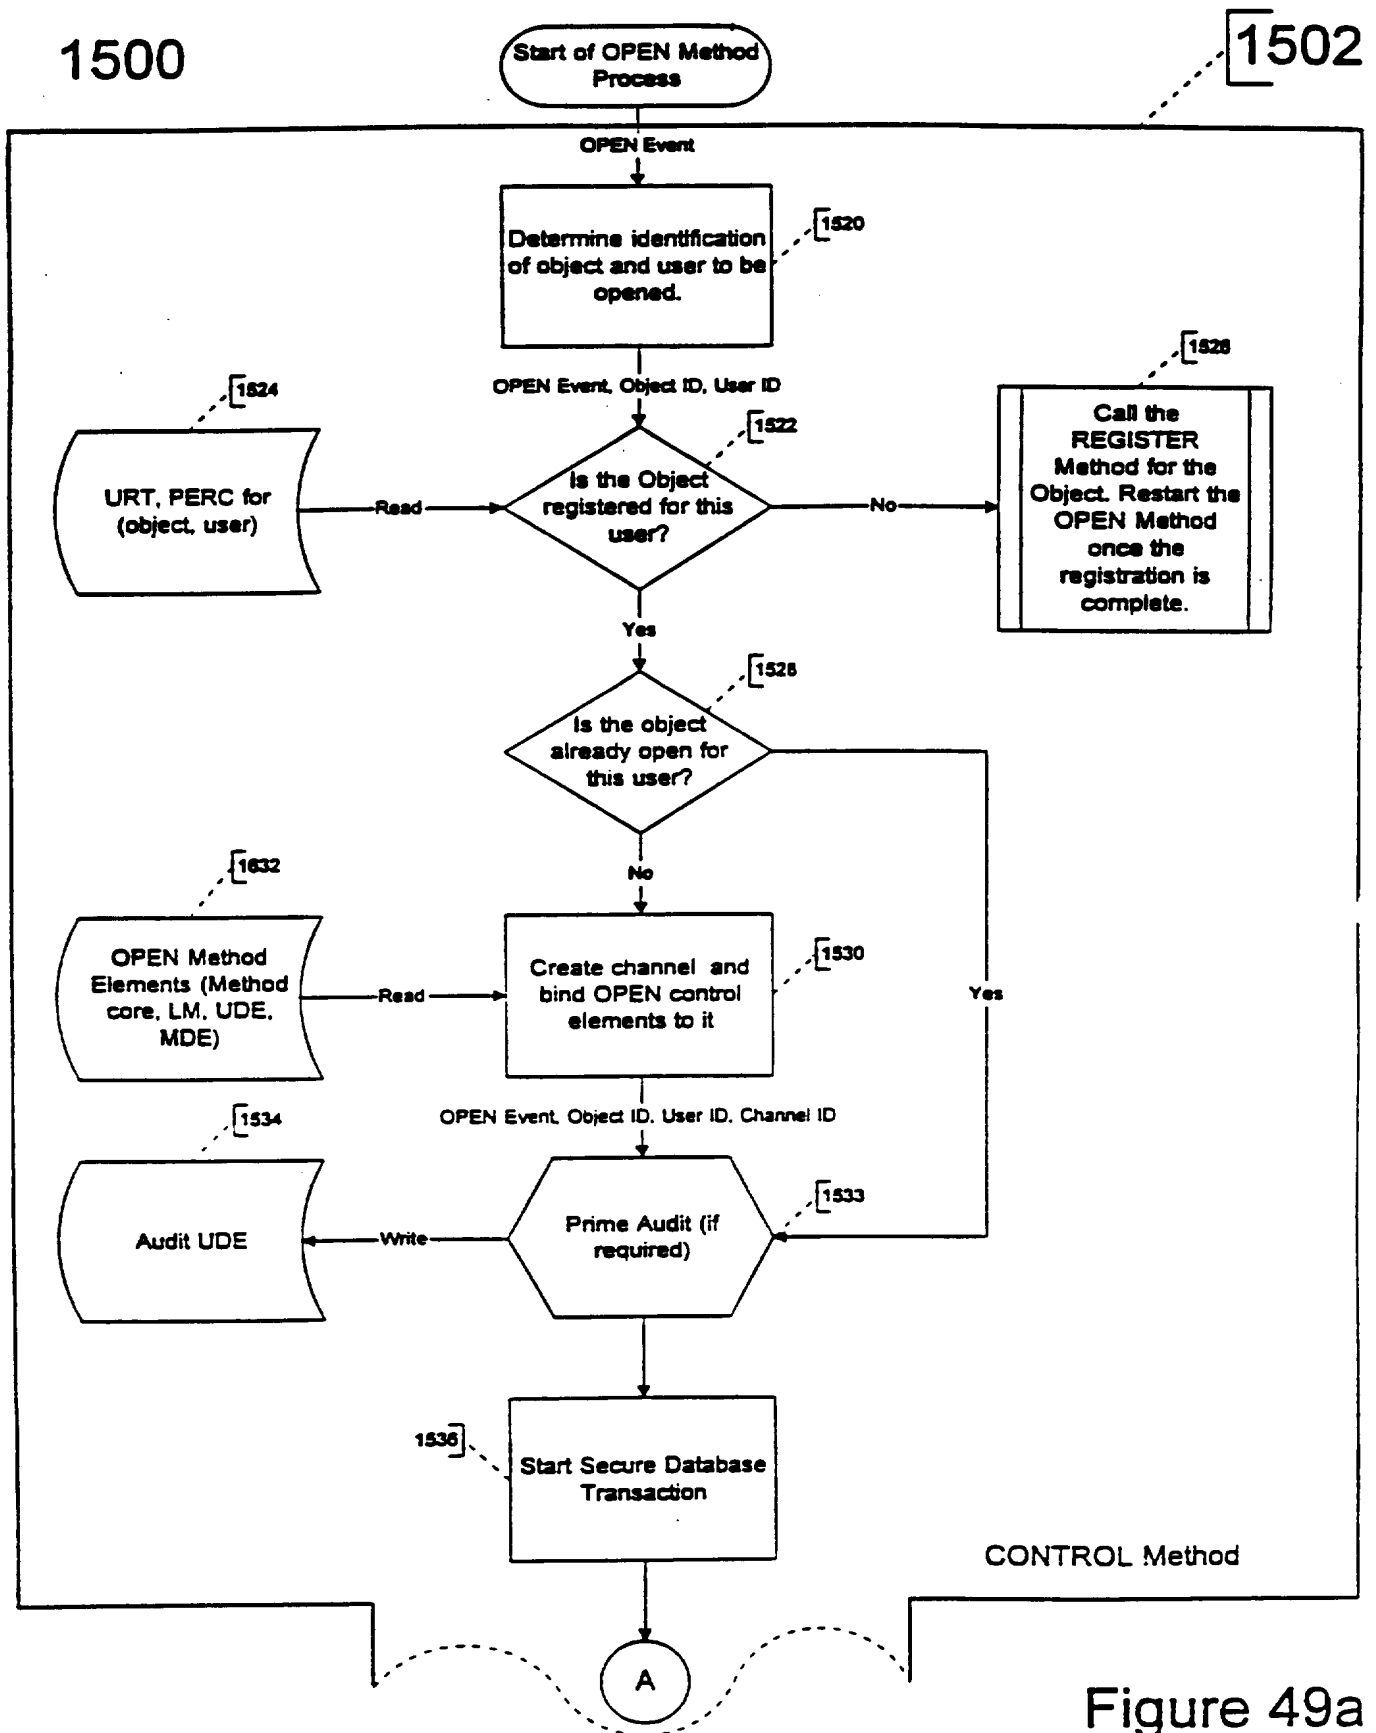 1500
Start of OPEN Method
Process
1502
OPEN Event
1520
Determine identification
of object and user to be
opened.
1526
OPEN Event, Object ID, User ID
1524
1522
Call the
REGISTER
Method for the
Object. Restart the
OPEN Method
once the
registration is
complete.
URT, PERC for
(object, user)
Read
Is the Object
registered for this
user?
No
Yes
1528
Is the object
already open for
this user?
No
1632
OPEN Method
Elements (Method
core, LM, UDE,
MDE)
Read
1530
Create channel and
bind OPEN control
elements to it
Yes
OPEN Event, Object ID, User ID, Channel ID
1534
1533
Audit UDE
Write
Prime Audit (if
required)
1536
Start Secure Database
Transaction
CONTROL Method
A
Figure 49a